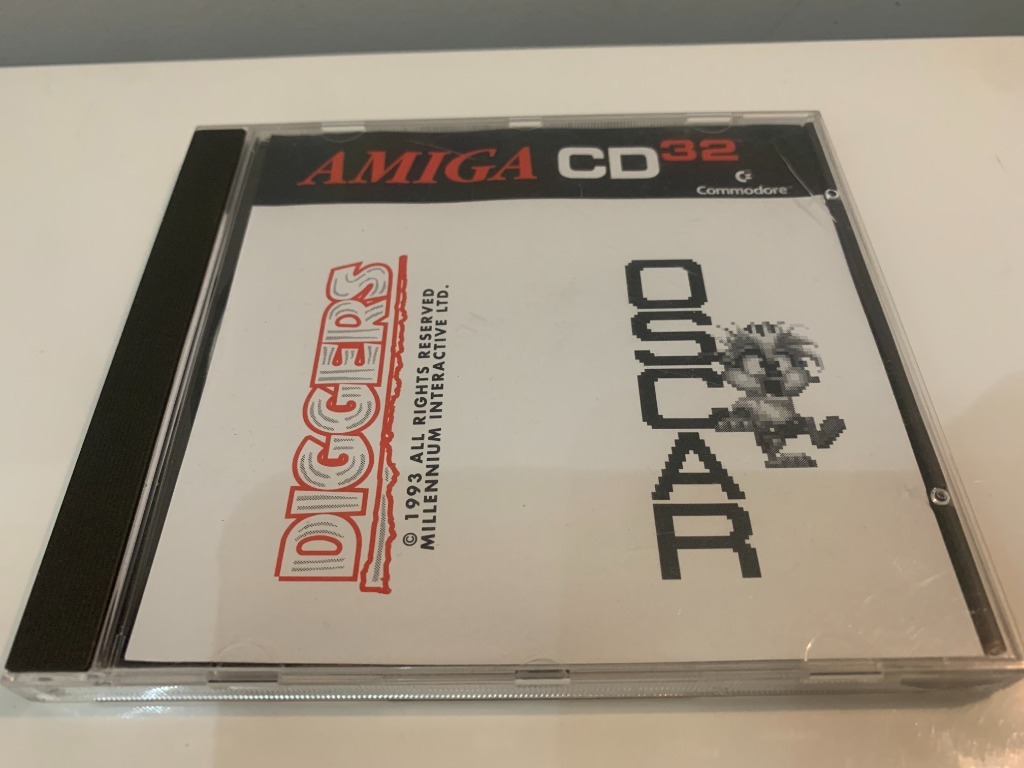 AMIGA CD32
Commodore
DIGGERS
© 1993 ALL RIGHTS RESERVED
MILLENNIUM INTERACTIVE LTD.
OSCAR